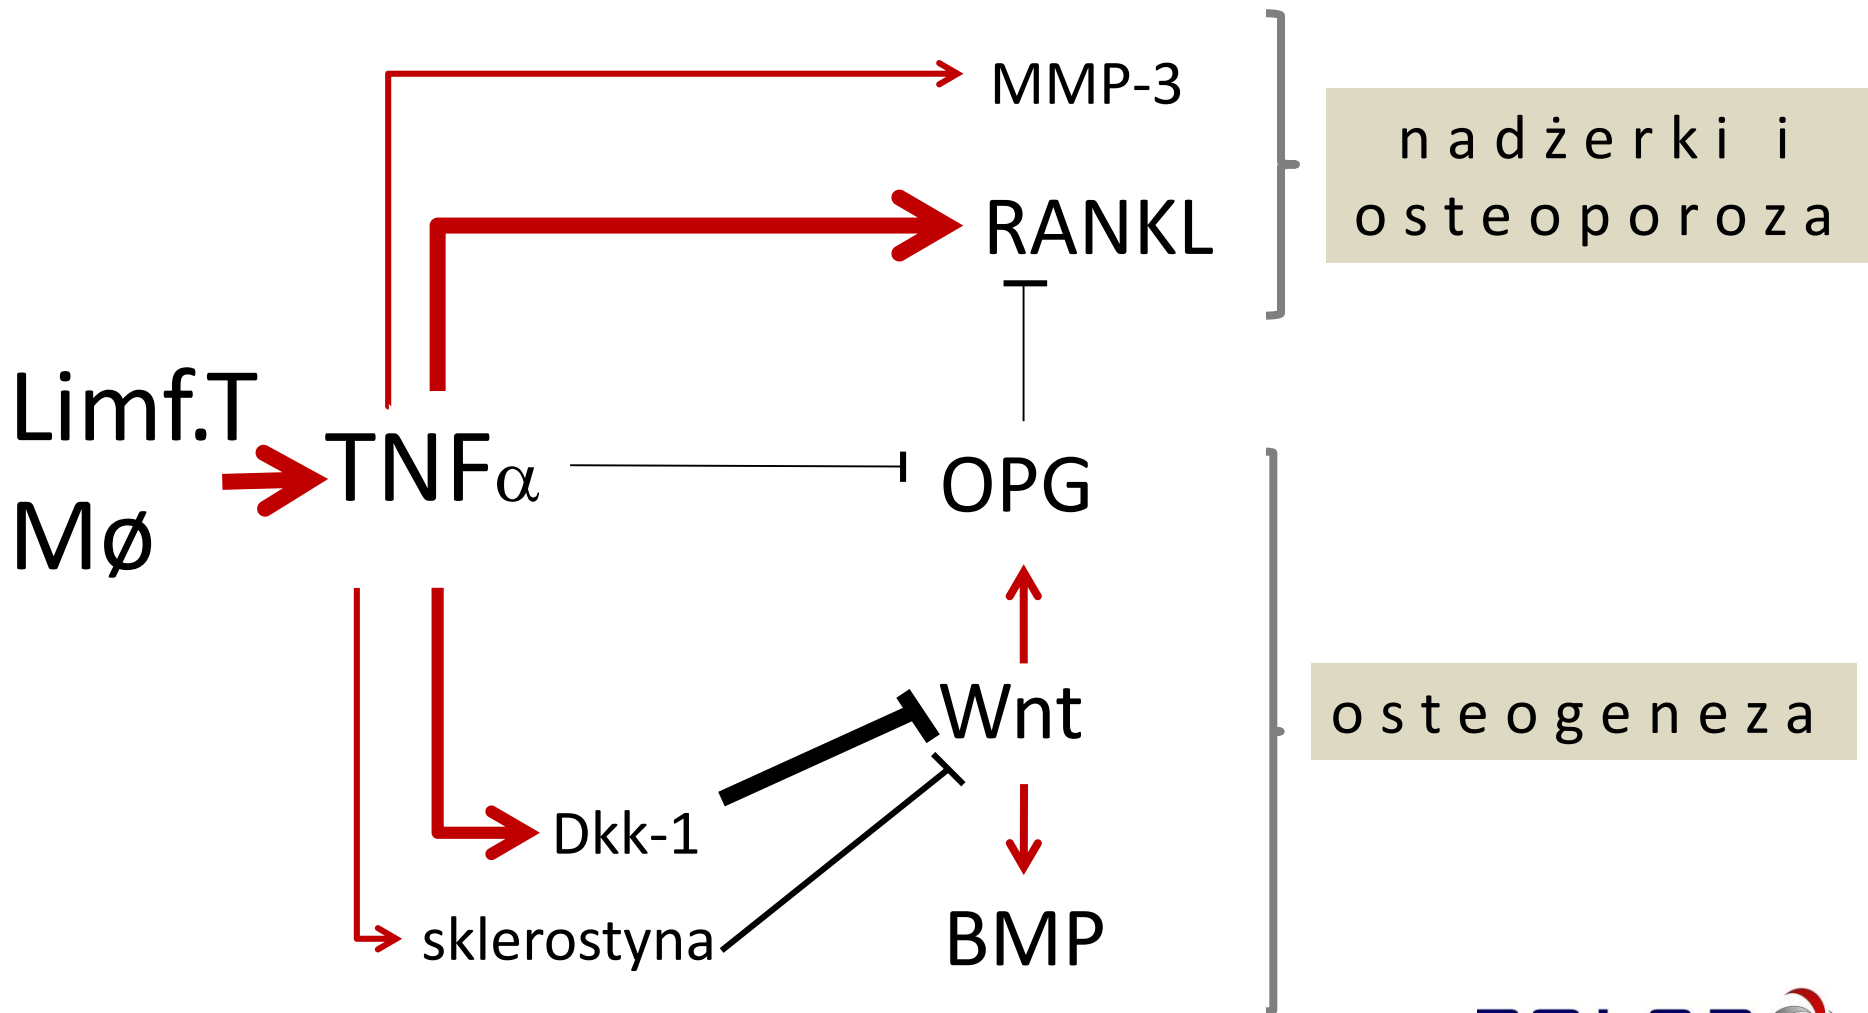 MMP-3
nadżerki i
osteoporoza
RANKL
Limf.T
TNFα
Mø
OPG
Wnt
osteogeneza
Dkk-1
sklerostyna
BMP